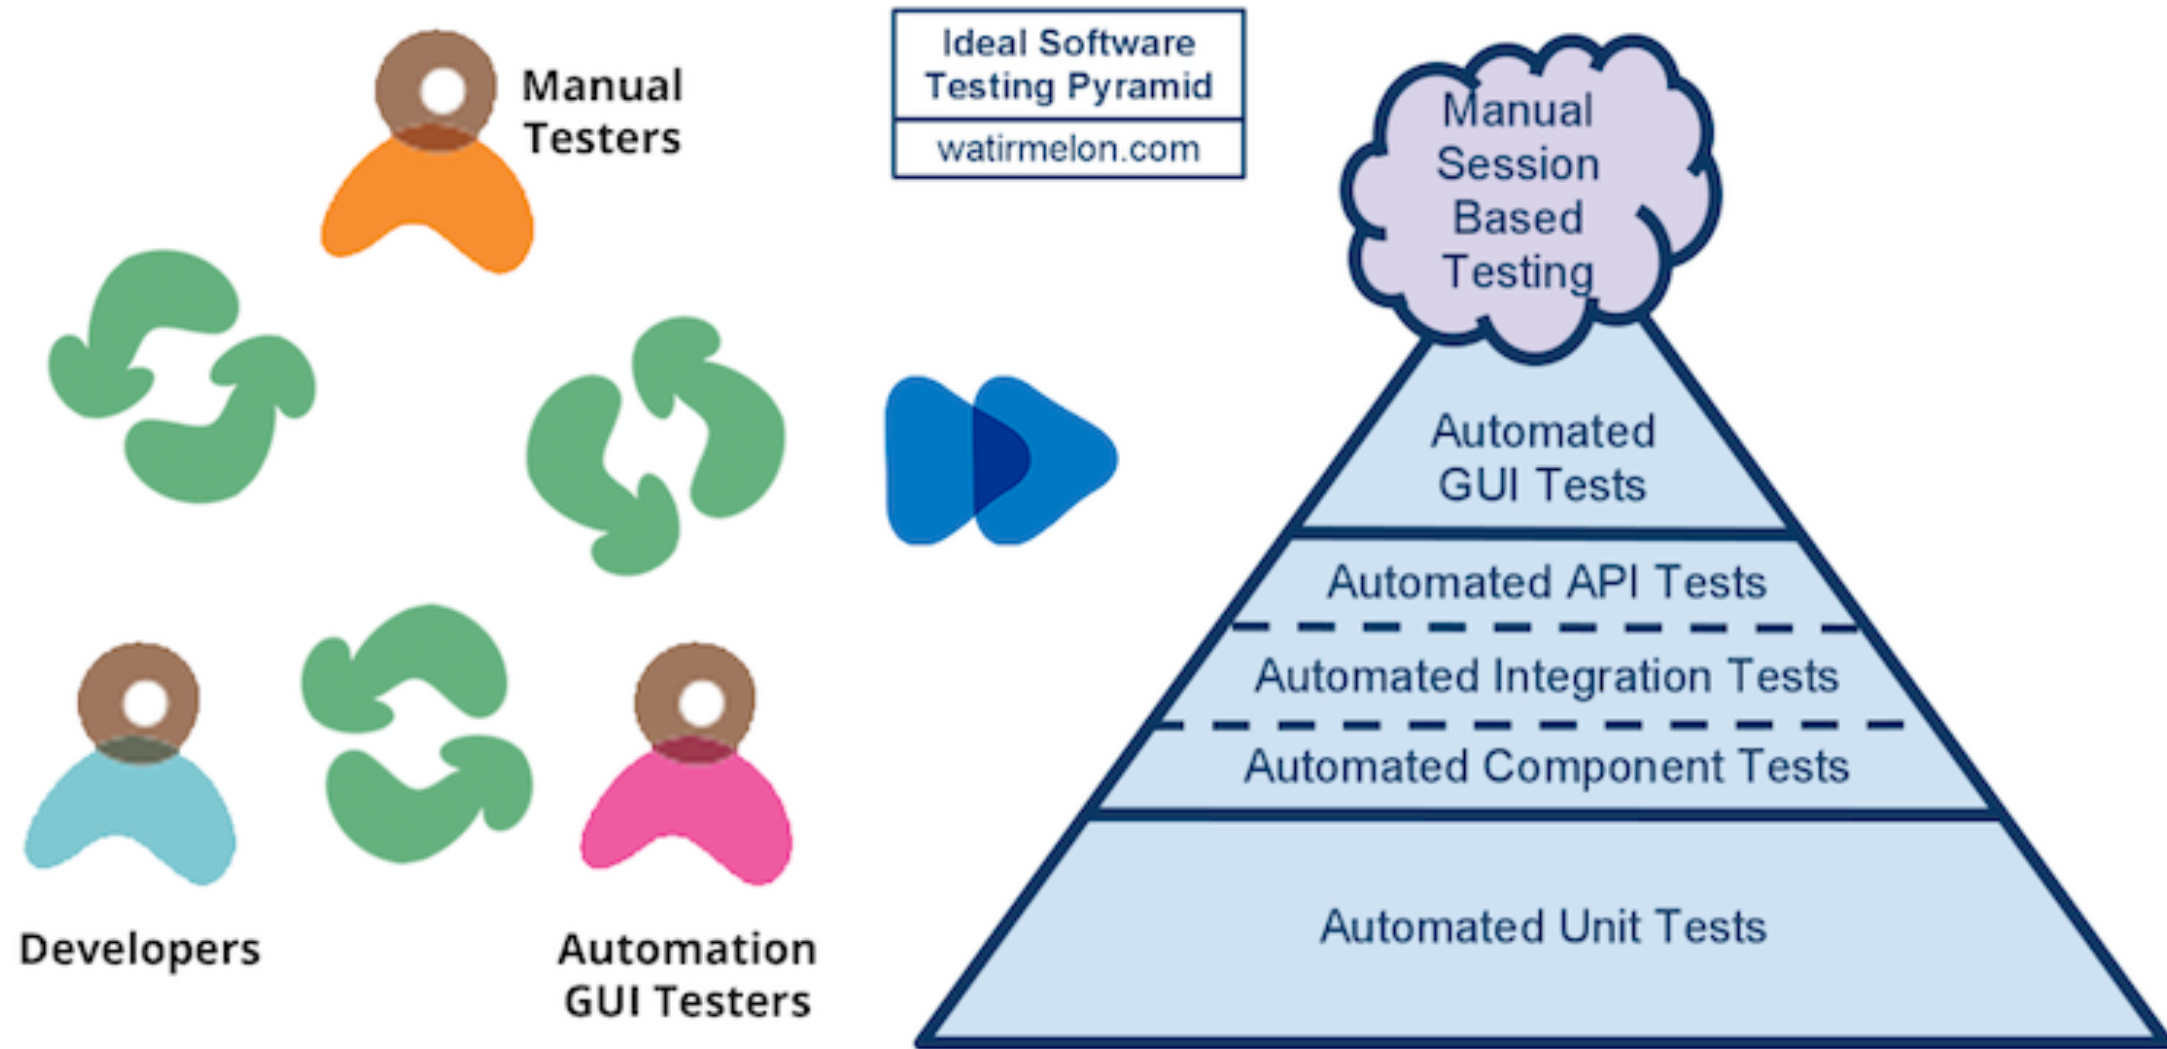 Manual
Testers
Developers
Automation
GUI Testers
Ideal Software
Testing Pyramid
watirmelon.com
Manual
Session
Based
Testing
Automated
GUI Tests
Automated API Tests
Automated Integration Tests
Automated Component Tests
Automated Unit Tests